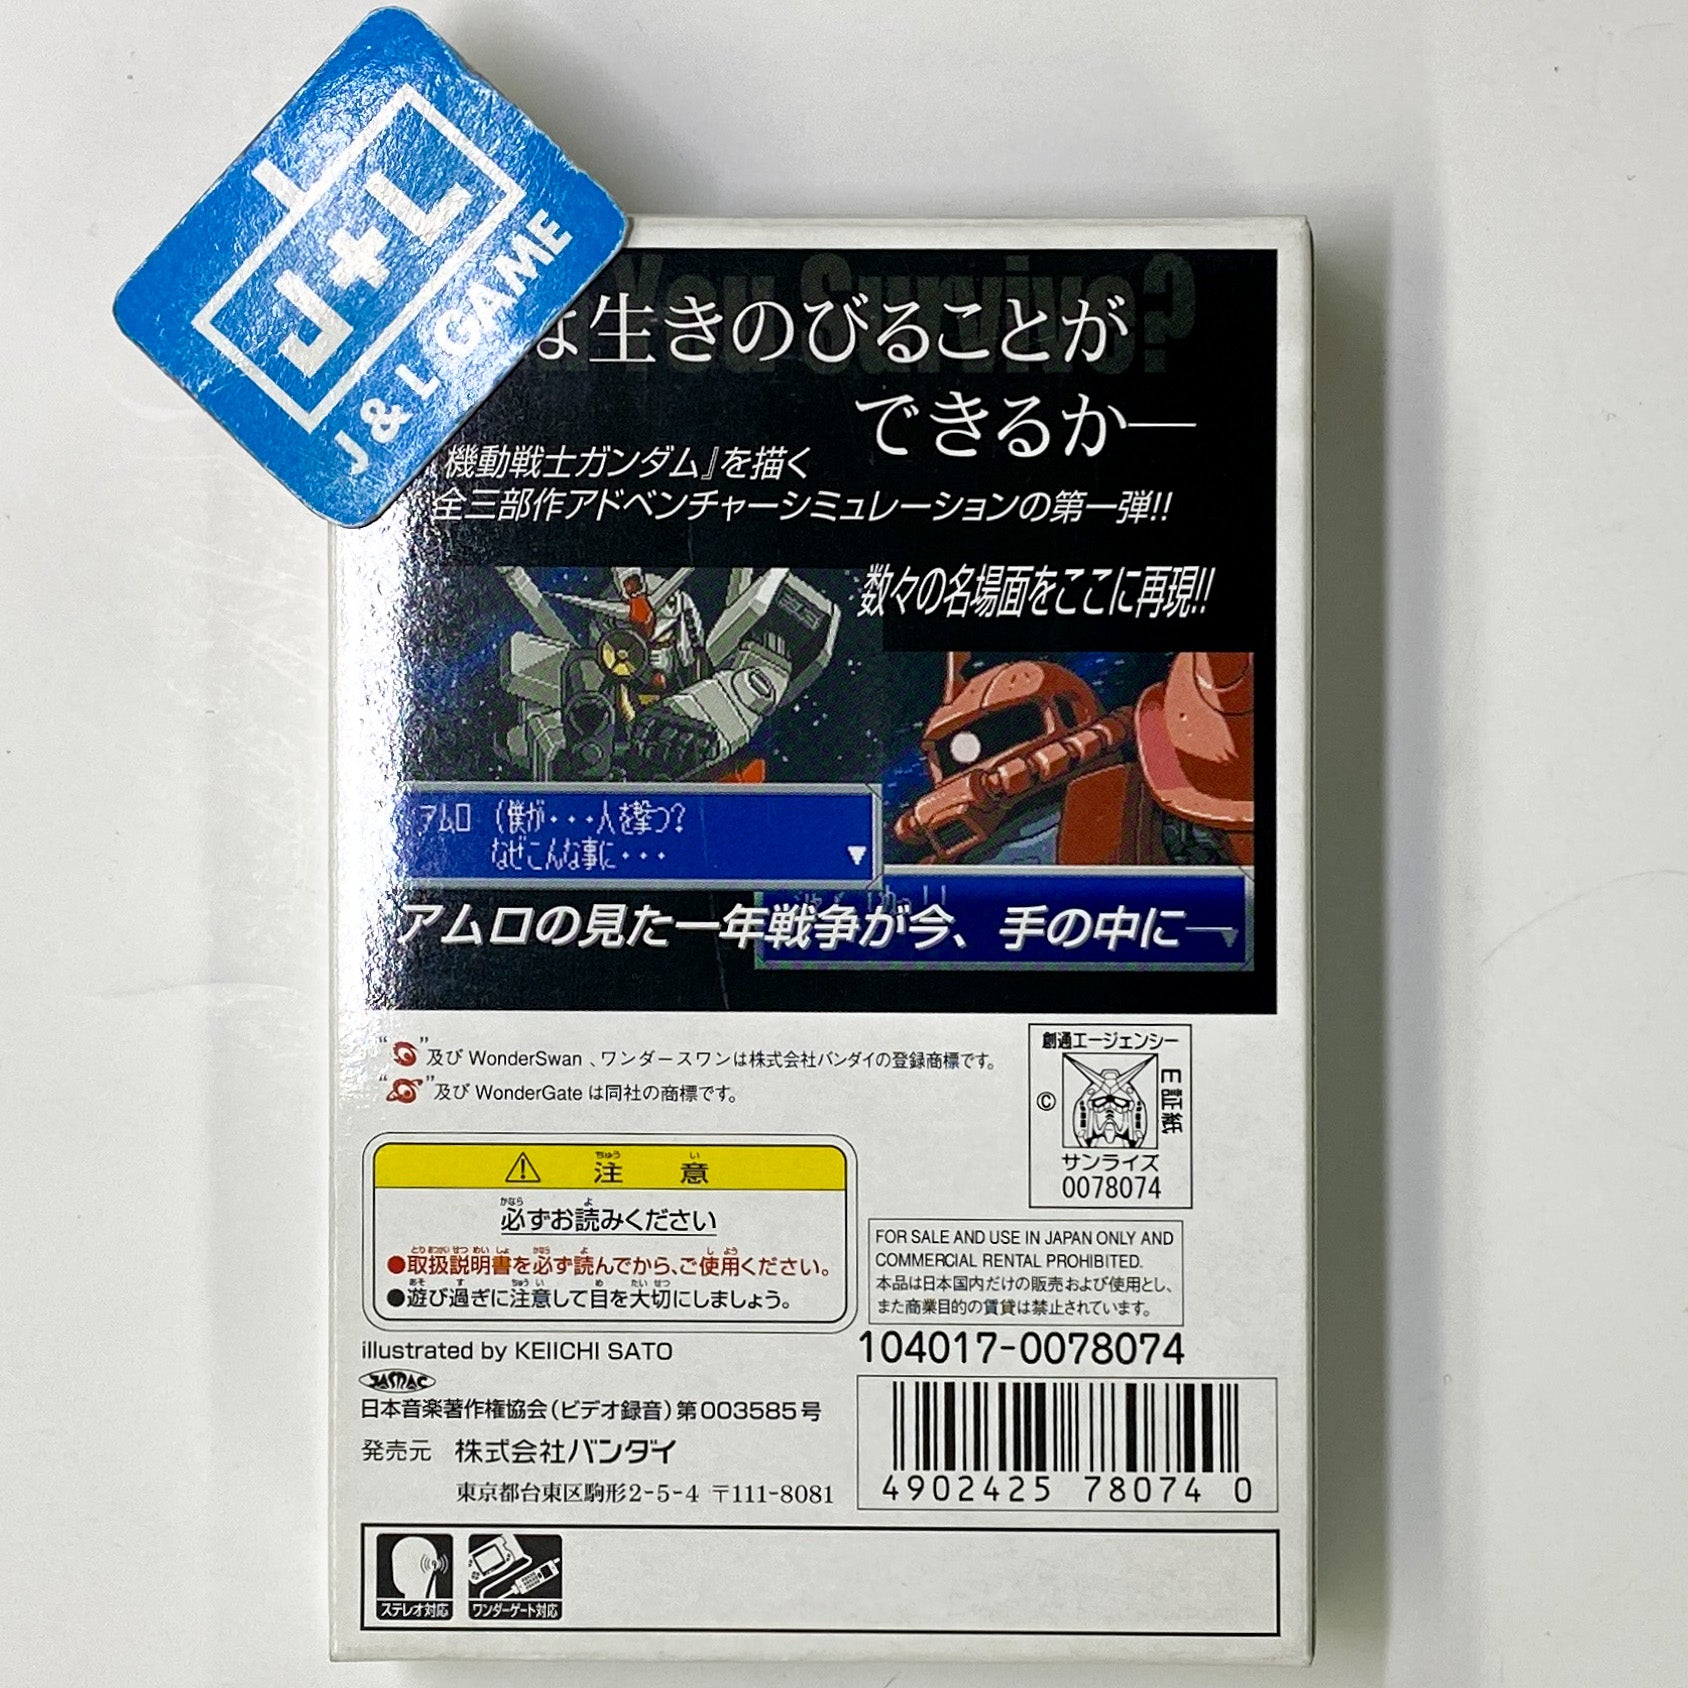 J+L
J & L GAME
You Survive?
は生きのびることが
できるか―
機動戦士ガンダム』を描く
全三部作アドベンチャーシミュレーションの第一弾!!
数々の名場面をここに再現!!
アムロ (僕が・・・人を撃つ?
なぜこんな事に・・・
アムロの見た一年戦争が今、手の中に―
“ ”及び WonderSwan 、ワンダースワンは株式会社バンダイの登録商標です。
“ ”及び WonderGate は同社の商標です。
創通エージェンシー
© E証紙
サンライズ
0078074
注意
必ずお読みください
●取扱説明書を必ず読んでから、ご使用ください。
●遊び過ぎに注意して目を大切にしましょう。
FOR SALE AND USE IN JAPAN ONLY AND
COMMERCIAL RENTAL PROHIBITED.
本品は日本国内だけの販売および使用とし、
また商業目的の賃貸は禁止されています。
illustrated by KEIICHI SATO
104017-0078074
JASRAC
日本音楽著作権協会(ビデオ録音)第003585号
発売元 株式会社バンダイ
東京都台東区駒形2-5-4 〒111-8081
4902425 78074 0
ステレオ対応
ワンダーゲート対応